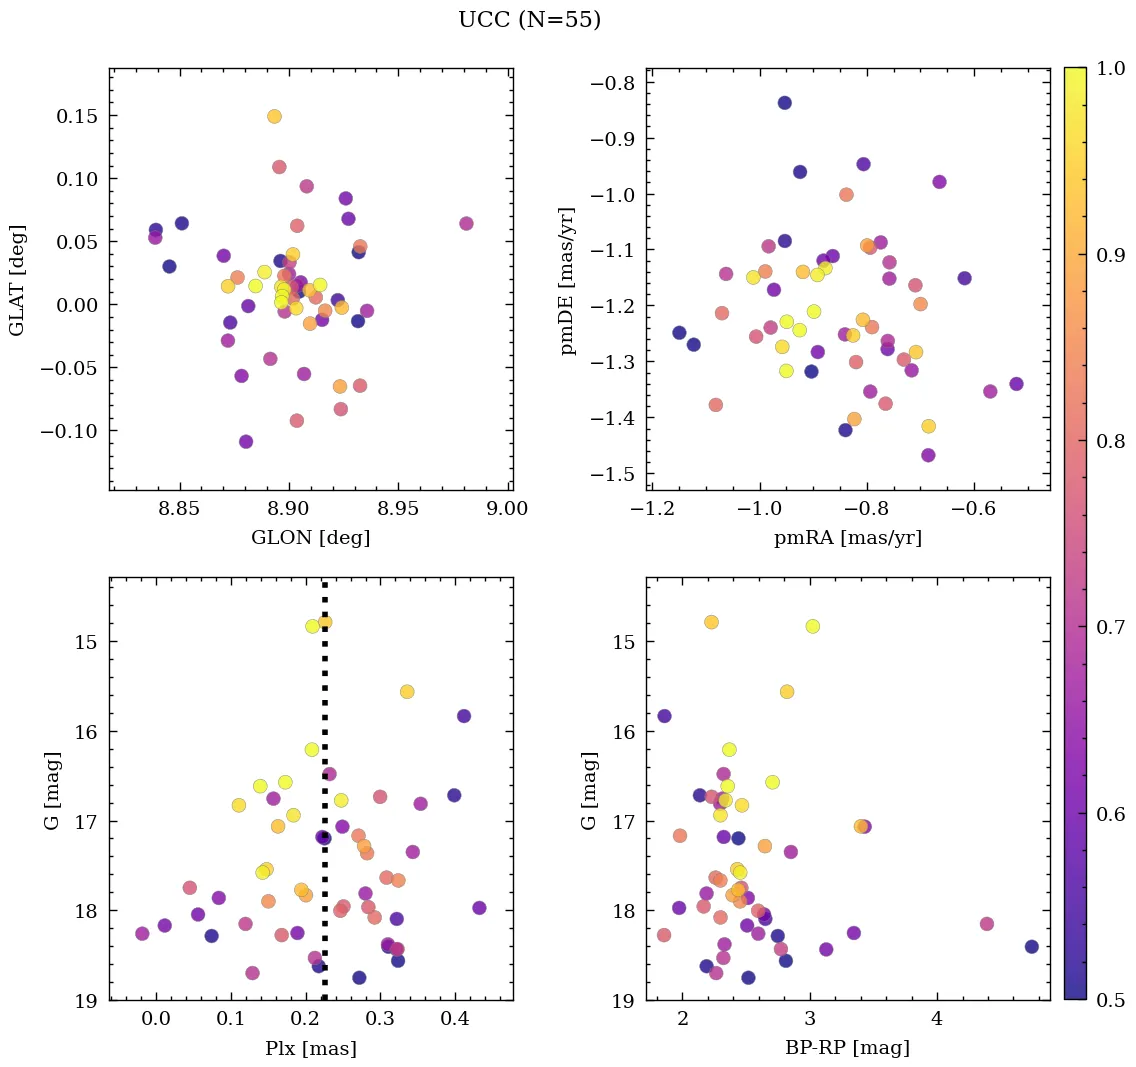 UCC (N=55)
0.15
0.10
0.05
0.00
−0.05
−0.10
GLAT [deg]
8.85 8.90 8.95 9.00
GLON [deg]
−0.8
−0.9
−1.0
−1.1
−1.2
−1.3
−1.4
−1.5
pmDE [mas/yr]
−1.2 −1.0 −0.8 −0.6
pmRA [mas/yr]
15
16
17
18
19
G [mag]
0.0 0.1 0.2 0.3 0.4
Plx [mas]
15
16
17
18
19
G [mag]
2 3 4
BP-RP [mag]
1.0
0.9
0.8
0.7
0.6
0.5